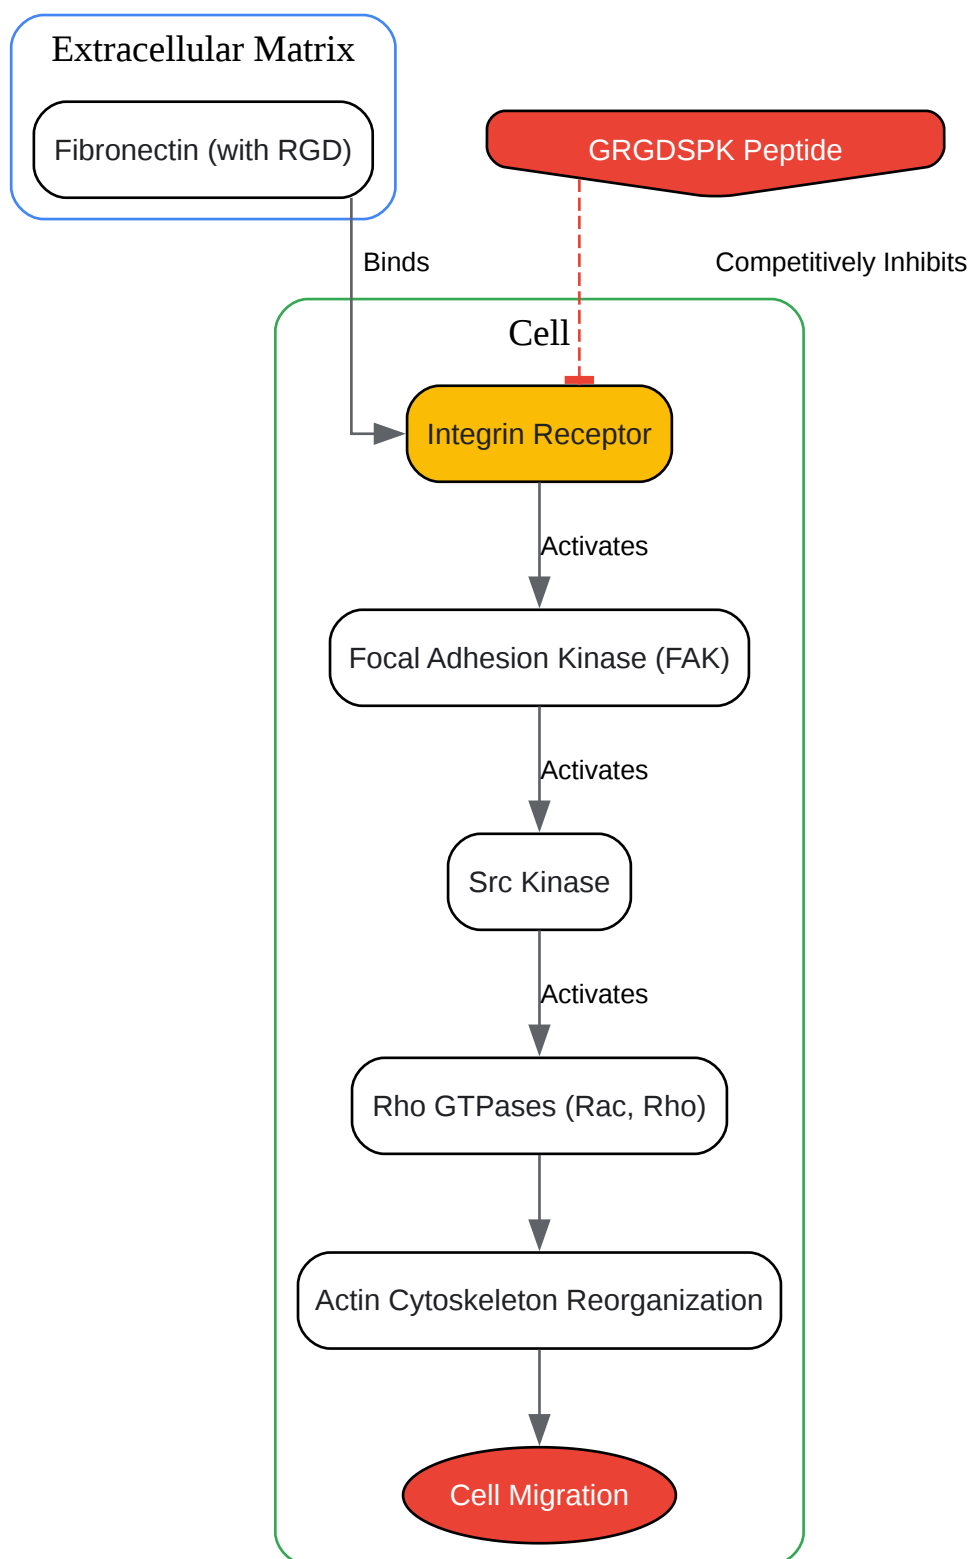 Extracellular Matrix
Fibronectin (with RGD)
GRGDSPK Peptide
Binds
Competitively Inhibits
Cell
Integrin Receptor
Activates
Focal Adhesion Kinase (FAK)
Activates
Src Kinase
Activates
Rho GTPases (Rac, Rho)
Actin Cytoskeleton Reorganization
Cell Migration